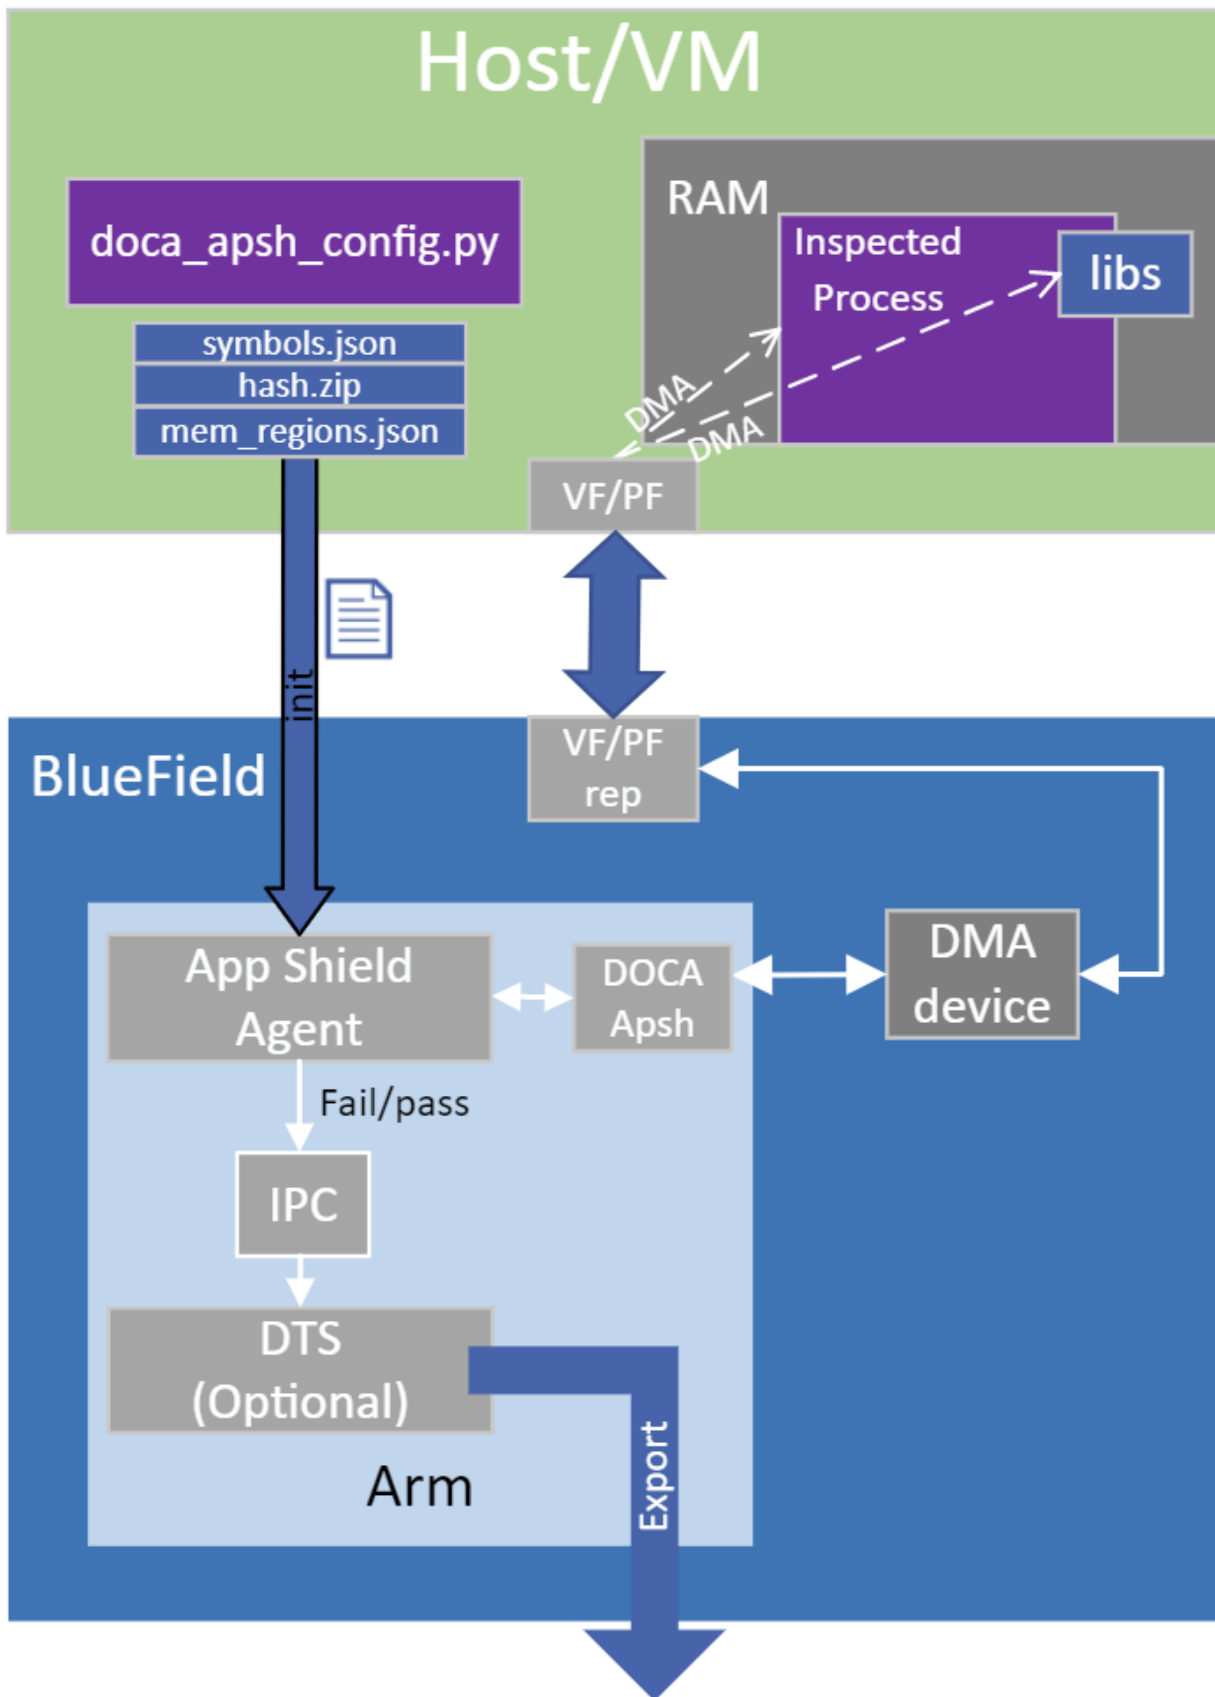 Host/VM
RAM
doca_apsh_config.py
Inspected
Process
libs
symbols.json
hash.zip
mem_regions.json
DMA
DMA
VF/PF
init
BlueField
VF/PF
rep
App Shield
Agent
DOCA
Apsh
DMA
device
Fail/pass
IPC
DTS
(Optional)
Export
Arm